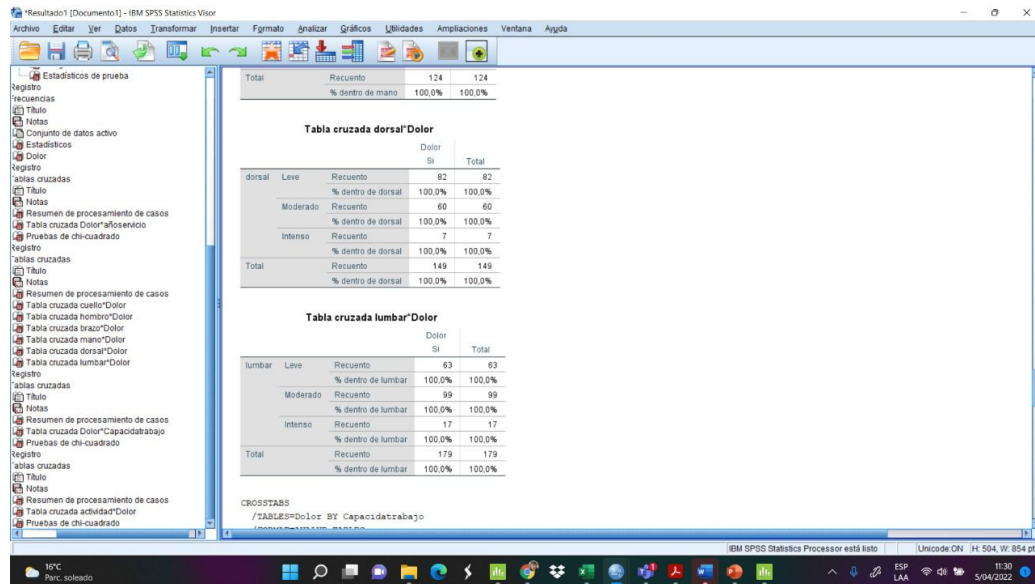 *Resultado1 [Documento1] - IBM SPSS Statistics Visor
Archivo Editar Ver Datos Transformar Insertar Formato Analizar Gráficos Utilidades Ampliaciones Ventana Ayuda
Estadísticos de prueba
Registro
Frecuencias
Título
Notas
Conjunto de datos activo
Estadísticos
Dolor
Registro
Tablas cruzadas
Título
Notas
Resumen de procesamiento de casos
Tabla cruzada Dolor*añoservicio
Pruebas de chi-cuadrado
Registro
Tablas cruzadas
Título
Notas
Resumen de procesamiento de casos
Tabla cruzada cuello*Dolor
Tabla cruzada hombro*Dolor
Tabla cruzada brazo*Dolor
Tabla cruzada mano*Dolor
Tabla cruzada dorsal*Dolor
Tabla cruzada lumbar*Dolor
Registro
Tablas cruzadas
Título
Notas
Resumen de procesamiento de casos
Tabla cruzada Dolor*Capacidatrabajo
Pruebas de chi-cuadrado
Registro
Tablas cruzadas
Título
Notas
Resumen de procesamiento de casos
Tabla cruzada actividad*Dolor
Pruebas de chi-cuadrado
Total Recuento 124 124
% dentro de mano 100,0% 100,0%
Tabla cruzada dorsal*Dolor
Dolor
Si Total
dorsal Leve Recuento 82 82
% dentro de dorsal 100,0% 100,0%
Moderado Recuento 60 60
% dentro de dorsal 100,0% 100,0%
Intenso Recuento 7 7
% dentro de dorsal 100,0% 100,0%
Total Recuento 149 149
% dentro de dorsal 100,0% 100,0%
Tabla cruzada lumbar*Dolor
Dolor
Si Total
lumbar Leve Recuento 63 63
% dentro de lumbar 100,0% 100,0%
Moderado Recuento 99 99
% dentro de lumbar 100,0% 100,0%
Intenso Recuento 17 17
% dentro de lumbar 100,0% 100,0%
Total Recuento 179 179
% dentro de lumbar 100,0% 100,0%
CROSSTABS
/TABLES=Dolor BY Capacidatrabajo
IBM SPSS Statistics Processor está listo Unicode:ON H: 504, W: 854 pt
16°C
Parc. soleado
ESP
LAA
11:30
5/04/2022